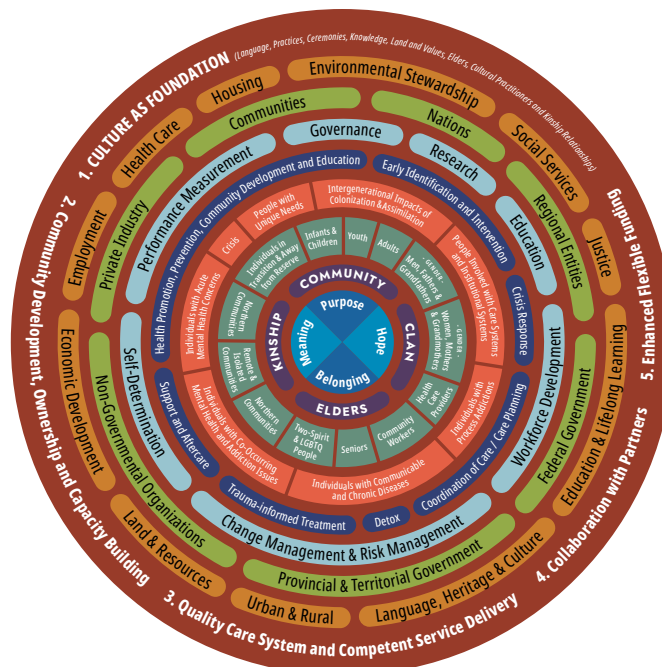 1. CULTURE AS FOUNDATION
(Language, Practices, Ceremonies, Knowledge, Land and Values, Elders, Cultural Practitioners and Kinship Relationships)
2. Community Development, Ownership and Capacity Building
3. Quality Care System and Competent Service Delivery
4. Collaboration with Partners
5. Enhanced Flexible Funding
Environmental Stewardship
Social Services
Justice
Education & Lifelong Learning
Language, Heritage & Culture
Urban & Rural
Land & Resources
Economic Development
Employment
Health Care
Housing
Communities
Nations
Regional Entities
Federal Government
Provincial & Territorial Government
Non-Governmental Organizations
Private Industry
Governance
Research
Education
Workforce Development
Change Management & Risk Management
Self-Determination
Performance Measurement
Health Promotion, Prevention, Community Development and Education
Early Identification and Intervention
Crisis Response
Coordination of Care / Care Planning
Detox
Trauma-Informed Treatment
Support and Aftercare
Intergenerational Impacts of
Colonization & Assimilation
People Involved with Care Systems
and Institutional Systems
Individuals with
Process Addictions
Individuals with Communicable
and Chronic Diseases
Individuals with Co-Occurring
Mental Health and Addiction Issues
Individuals with Acute
Mental Health Concerns
Crisis
People with
Unique Needs
Infants &
Children
Youth
Adults
- GENDER -
Men, Fathers &
Grandfathers
- GENDER -
Women, Mothers
& Grandmothers
Health
Care
Providers
Community
Workers
Seniors
Two-Spirit
& LGBTQ
People
Northern
Communities
Remote &
Isolated
Communities
Northern
Communities
Individuals in
Transition & Away
from Reserve
COMMUNITY
CLAN
ELDERS
KINSHIP
Purpose
Hope
Belonging
Meaning